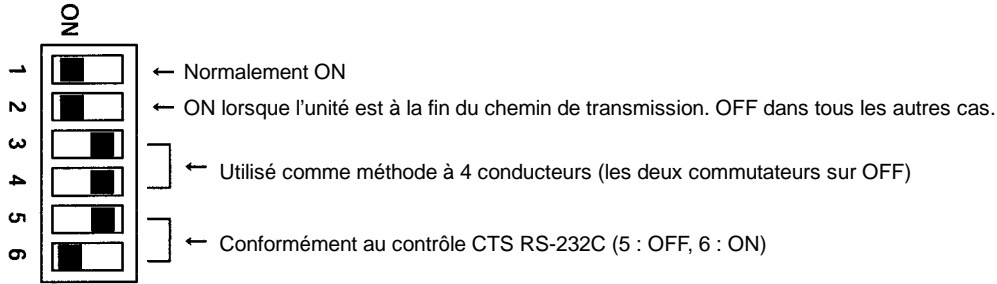 ON
1 ← Normalement ON
2 ← ON lorsque l'unité est à la fin du chemin de transmission. OFF dans tous les autres cas.
3
4
← Utilisé comme méthode à 4 conducteurs (les deux commutateurs sur OFF)
5
6
← Conformément au contrôle CTS RS-232C (5 : OFF, 6 : ON)